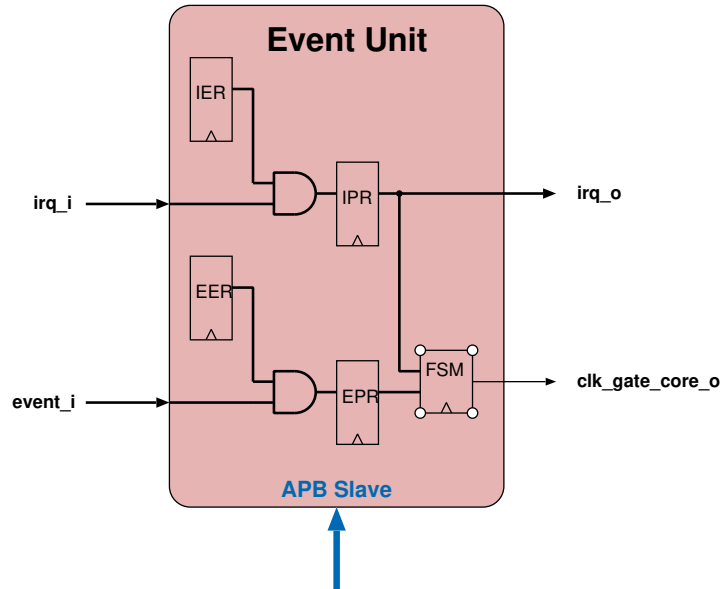 Event Unit
IER
IPR
irq_i
irq_o
EER
FSM
EPR
clk_gate_core_o
event_i
APB Slave